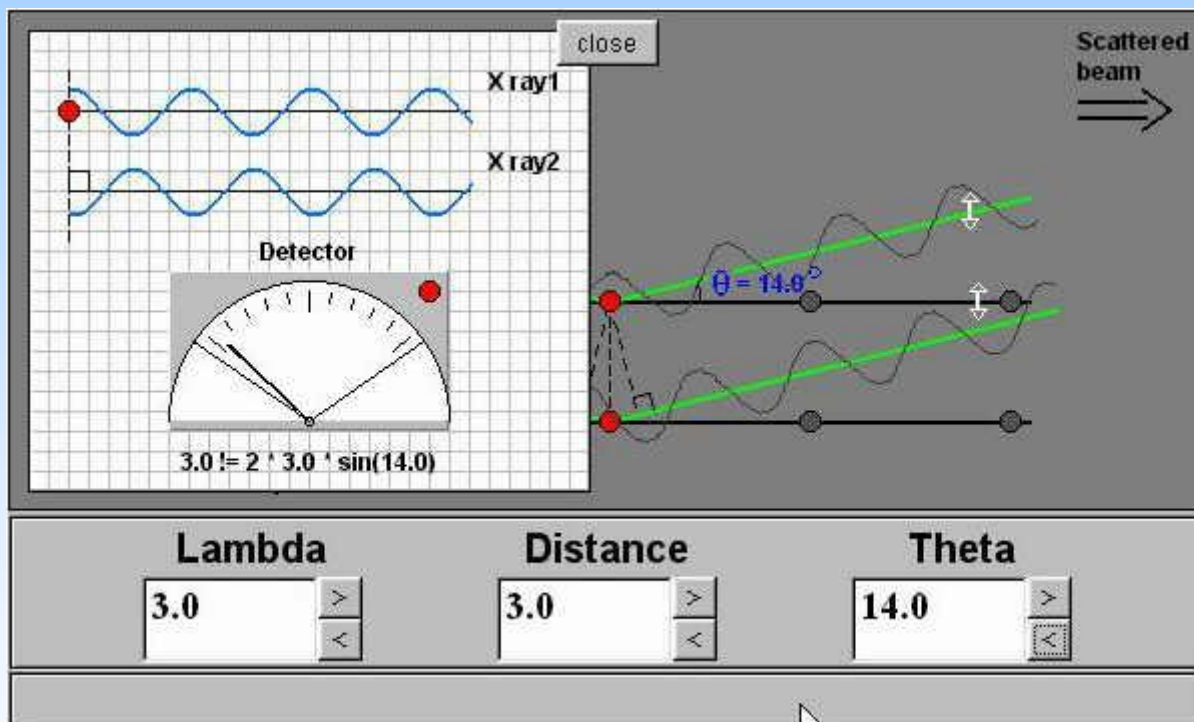 close
Scattered
beam
X ray1
X ray2
Detector
θ = 14.0°
3.0 != 2 * 3.0 * sin(14.0)
Lambda
Distance
Theta
3.0
>
<
3.0
>
<
14.0
>
<